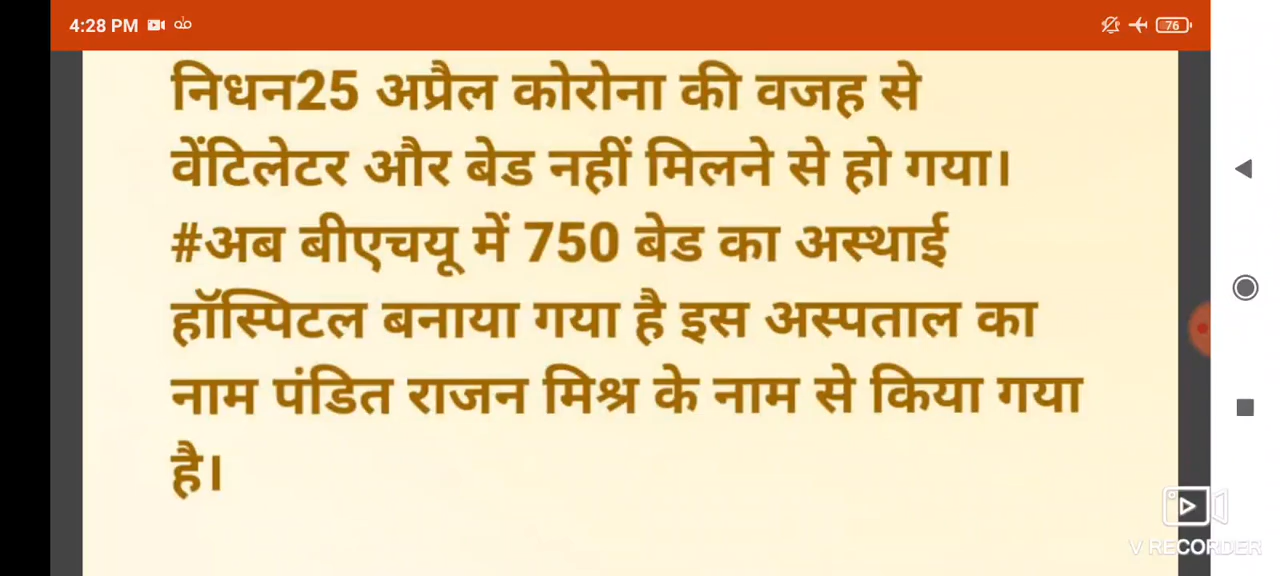 4:28 PM
76
निधन25 अप्रैल कोरोना की वजह से
वेंटिलेटर और बेड नहीं मिलने से हो गया।
#अब बीएचयू में 750 बेड का अस्थाई
हॉस्पिटल बनाया गया है इस अस्पताल का
नाम पंडित राजन मिश्र के नाम से किया गया
है।
V RECORDER